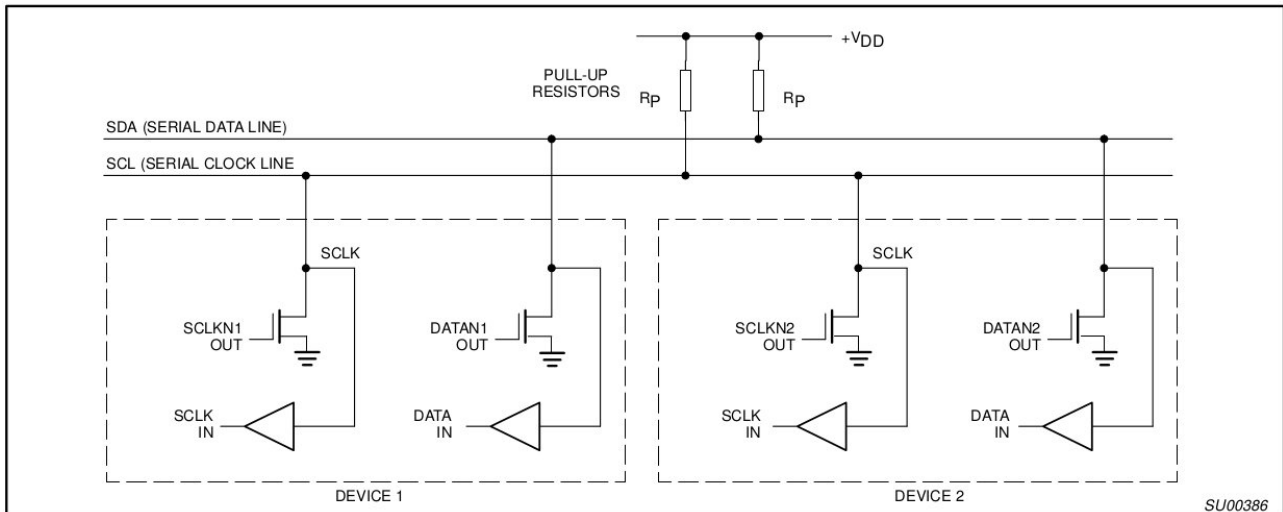 +VDD
PULL-UP
RESISTORS
RP
RP
SDA (SERIAL DATA LINE)
SCL (SERIAL CLOCK LINE
SCLK
SCLK
SCLKN1
OUT
DATAN1
OUT
SCLKN2
OUT
DATAN2
OUT
SCLK
IN
DATA
IN
SCLK
IN
DATA
IN
DEVICE 1
DEVICE 2
SU00386